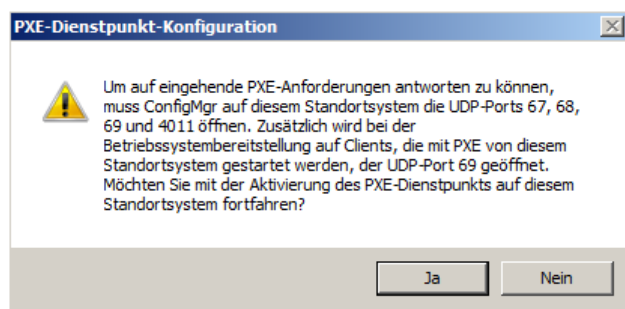 PXE-Dienstpunkt-Konfiguration
Um auf eingehende PXE-Anforderungen antworten zu können,
muss ConfigMgr auf diesem Standortsystem die UDP-Ports 67, 68,
69 und 4011 öffnen. Zusätzlich wird bei der
Betriebssystembereitstellung auf Clients, die mit PXE von diesem
Standortsystem gestartet werden, der UDP-Port 69 geöffnet.
Möchten Sie mit der Aktivierung des PXE-Dienstpunkts auf diesem
Standortsystem fortfahren?
Ja
Nein